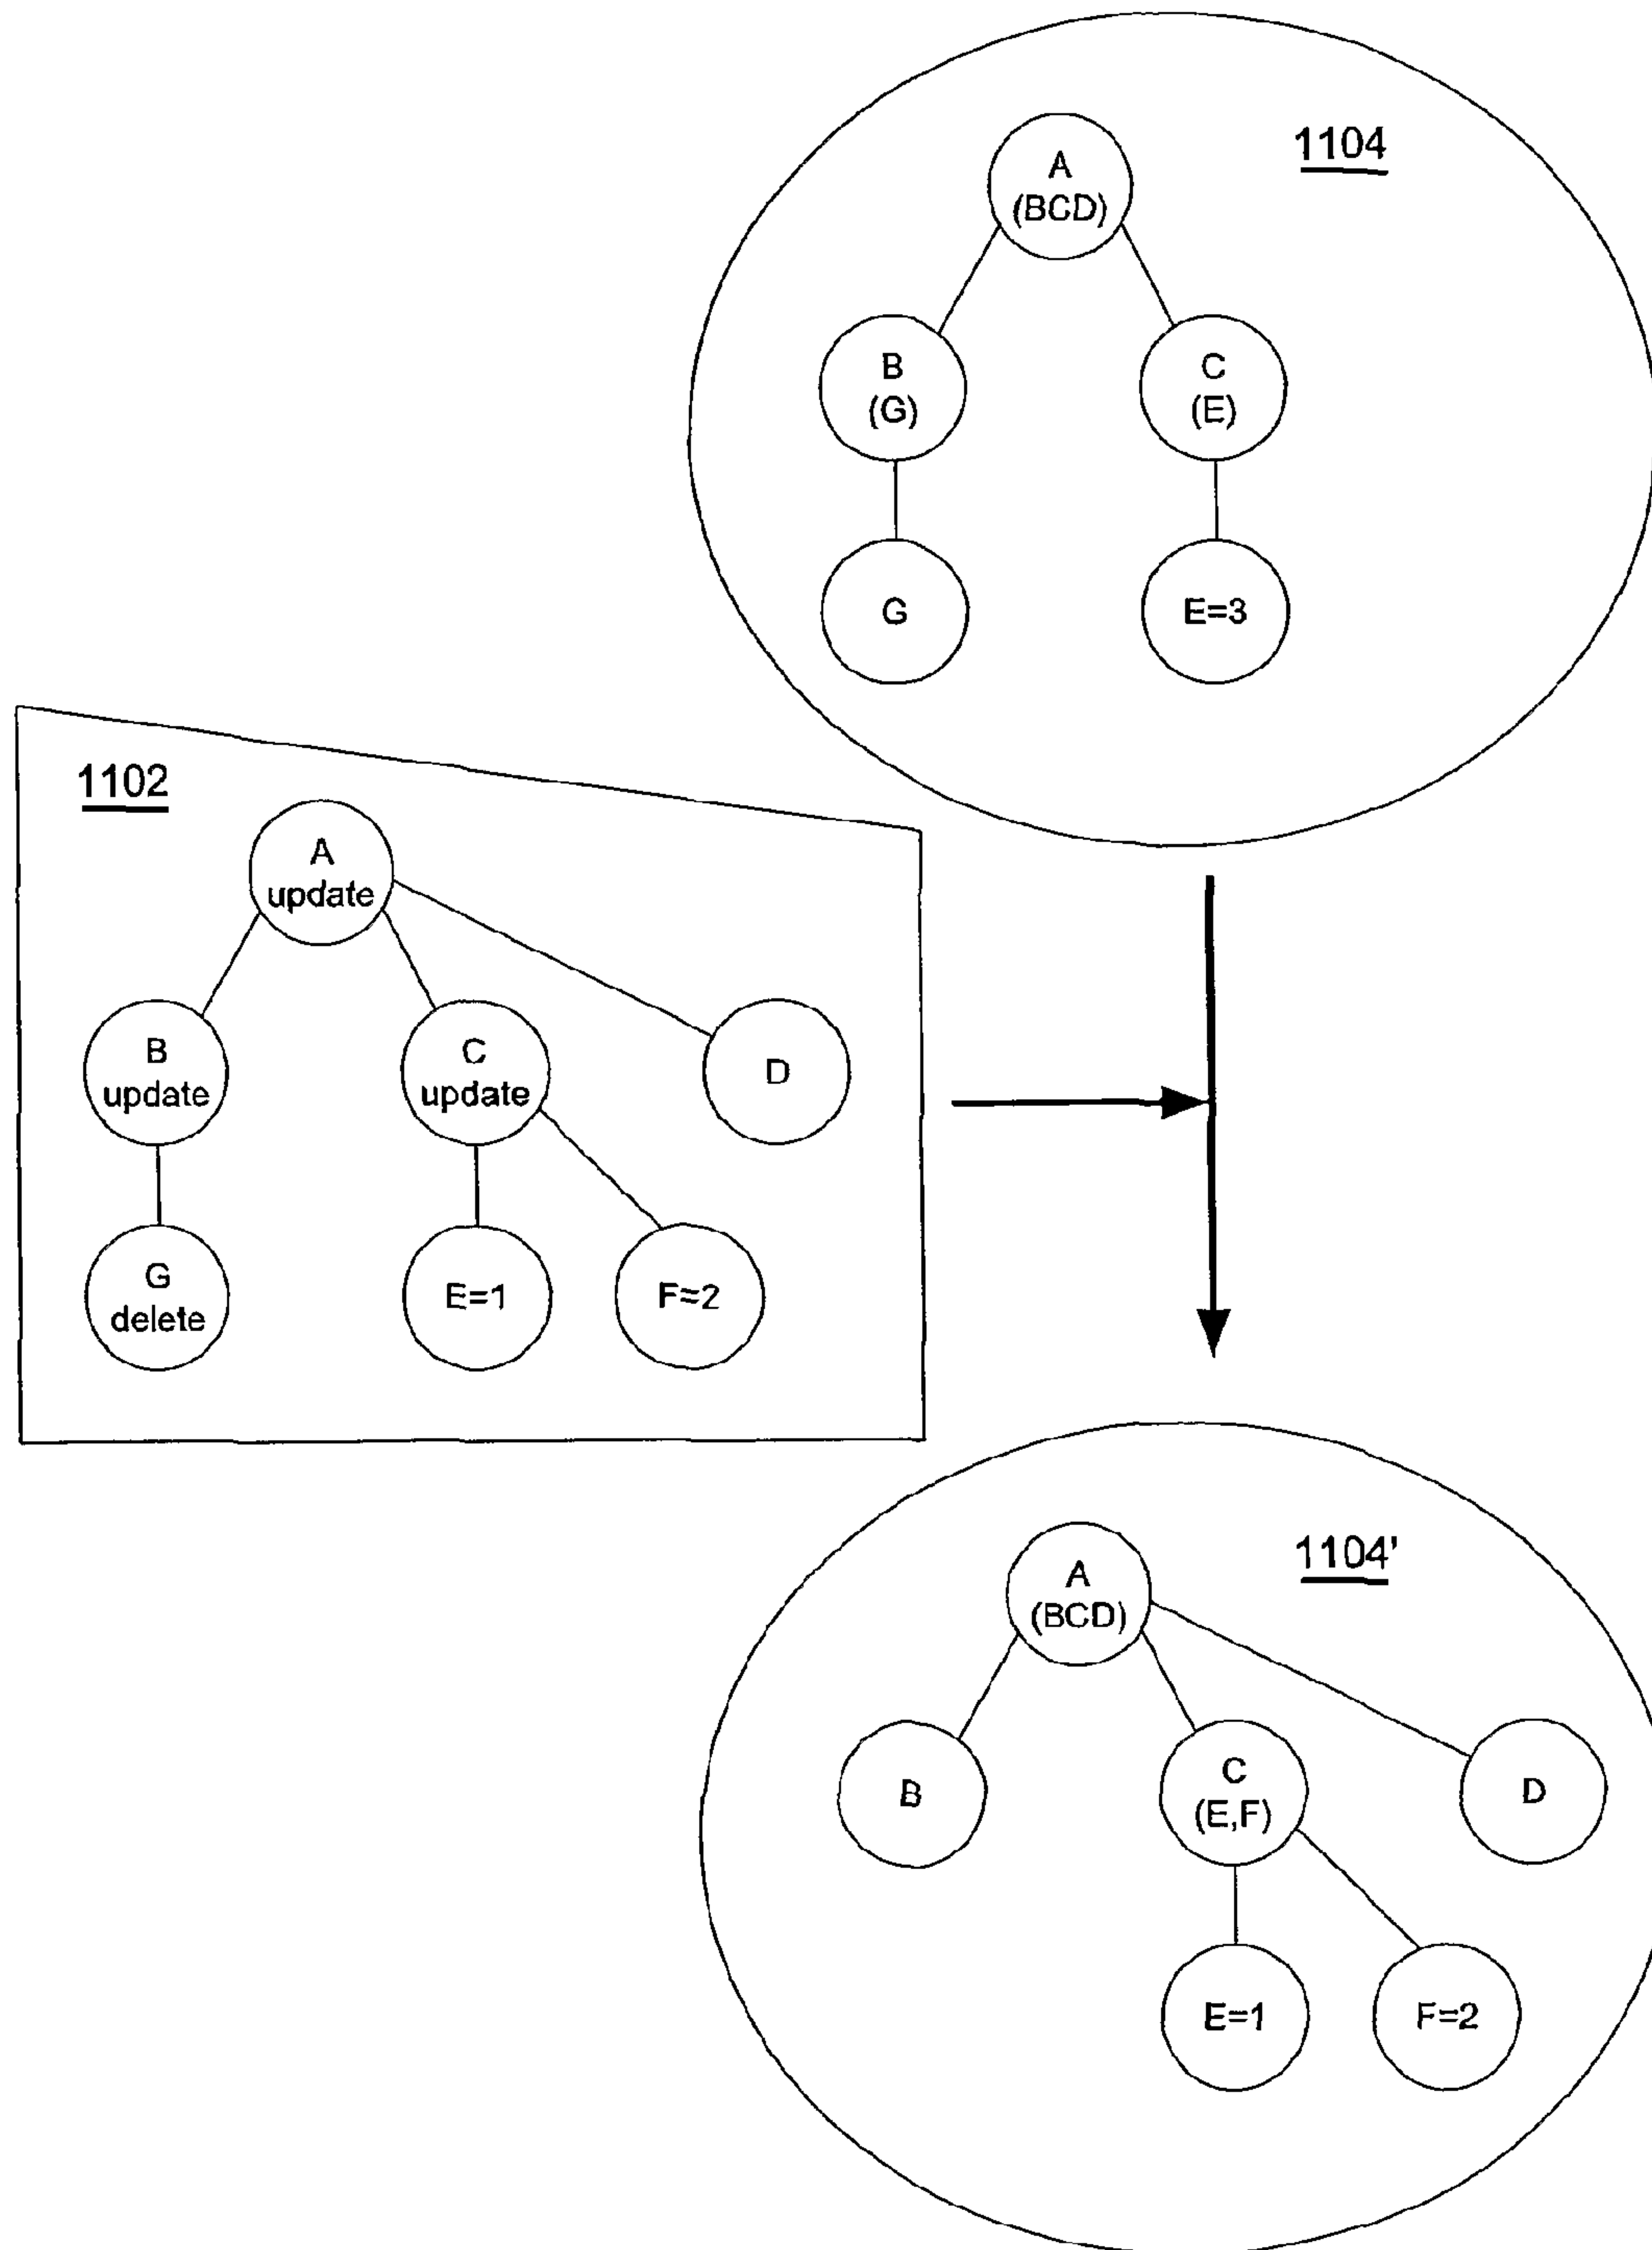 1104
A
(BCD)
B
(G)
C
(E)
G
E=3
1102
A
update
B
update
C
update
D
G
delete
E=1
F=2
1104'
A
(BCD)
B
C
(E,F)
D
E=1
F=2